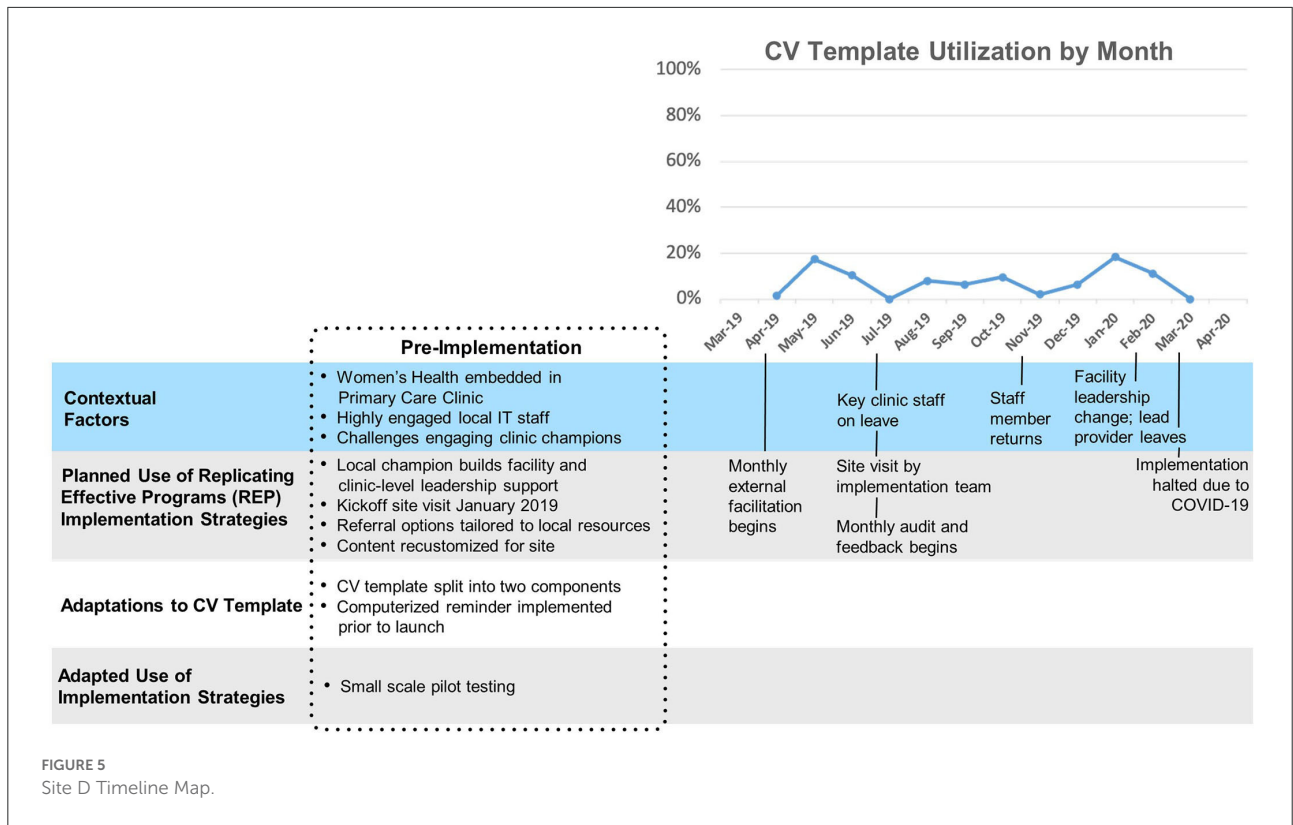 CV Template Utilization by Month
100%
80%
60%
40%
20%
0%
Mar-19
Apr-19
May-19
Jun-19
Jul-19
Aug-19
Sep-19
Oct-19
Nov-19
Dec-19
Jan-20
Feb-20
Mar-20
Apr-20
Pre-Implementation
Contextual
Factors
• Women's Health embedded in
Primary Care Clinic
• Highly engaged local IT staff
• Challenges engaging clinic champions
Key clinic staff
on leave
Staff
member
returns
Facility
leadership
change; lead
provider leaves
Planned Use of Replicating
Effective Programs (REP)
Implementation Strategies
• Local champion builds facility and
clinic-level leadership support
• Kickoff site visit January 2019
• Referral options tailored to local resources
• Content recustomized for site
Monthly
external
facilitation
begins
Site visit by
implementation team
Monthly audit and
feedback begins
Implementation
halted due to
COVID-19
Adaptations to CV Template
• CV template split into two components
• Computerized reminder implemented
prior to launch
Adapted Use of
Implementation Strategies
• Small scale pilot testing
FIGURE 5
Site D Timeline Map.